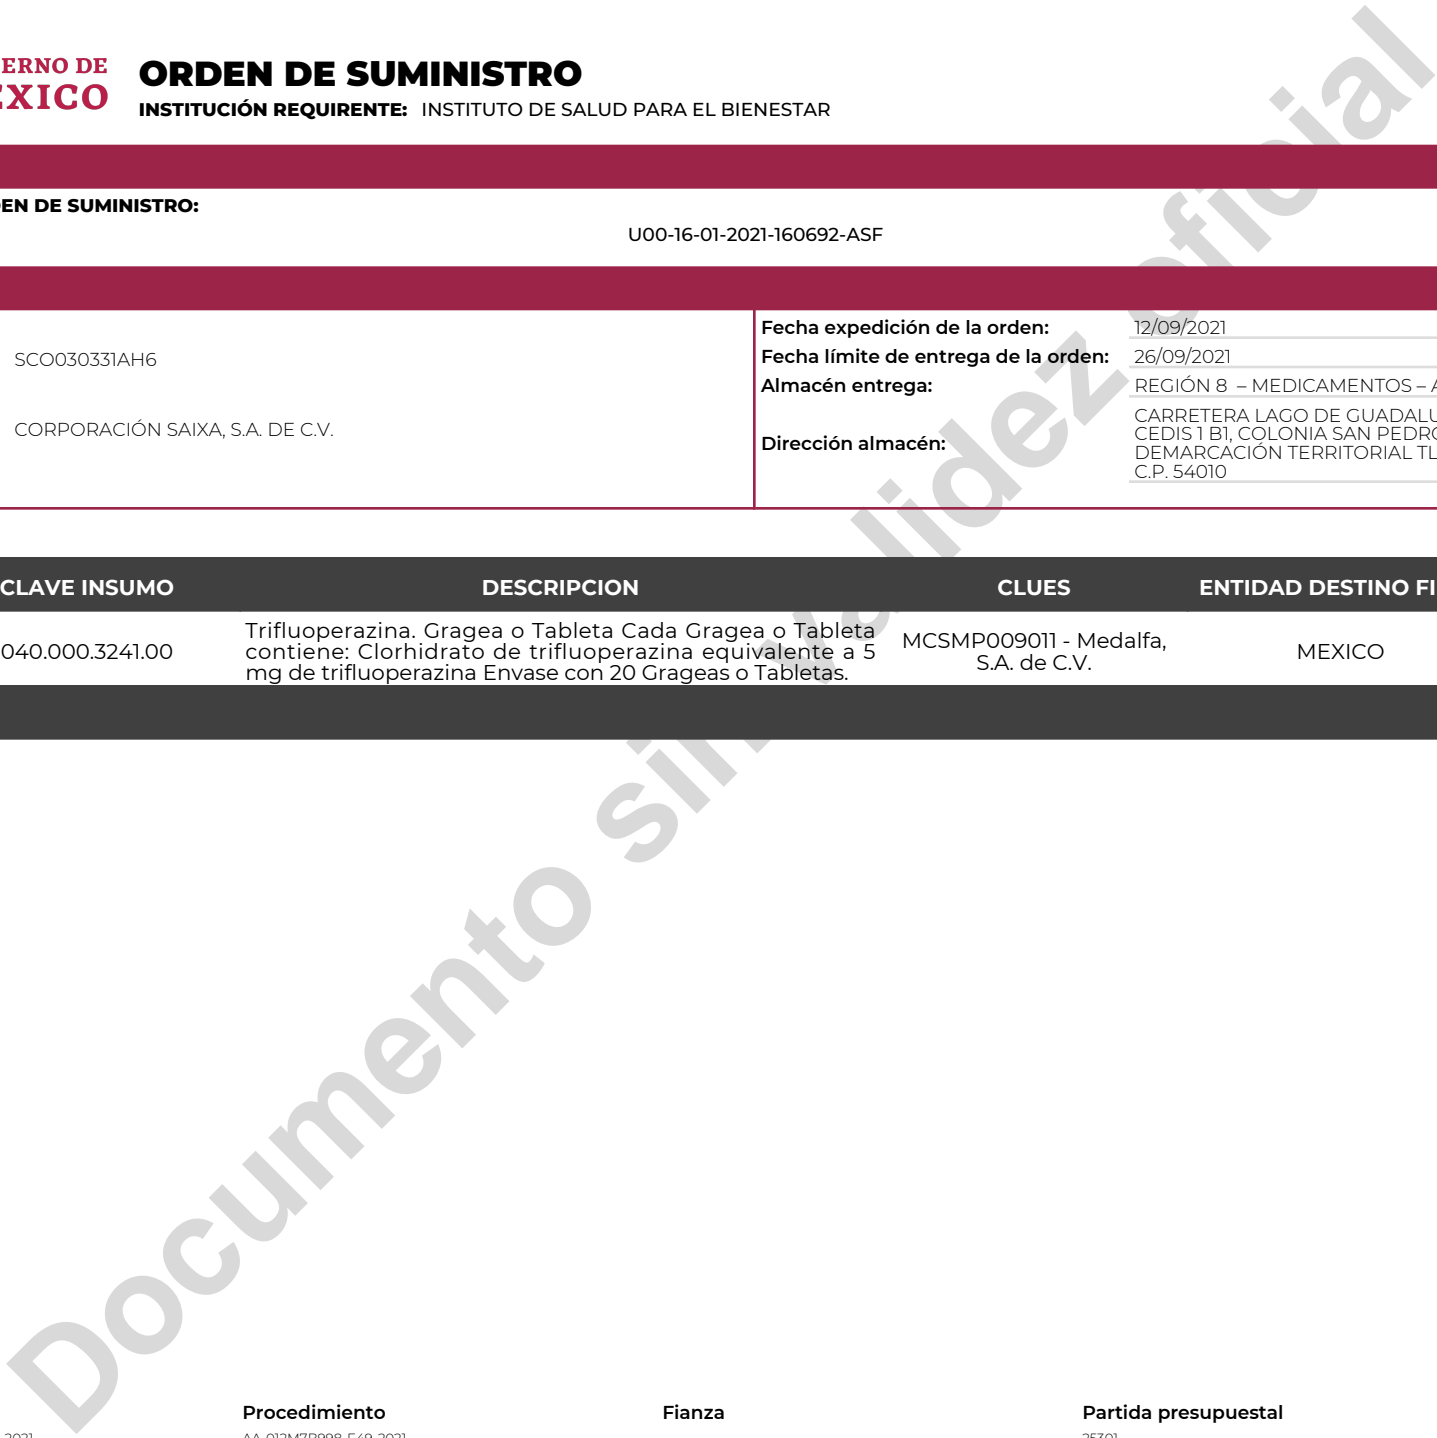 ERNO DE
EXICO
ORDEN DE SUMINISTRO
INSTITUCIÓN REQUIRENTE: INSTITUTO DE SALUD PARA EL BIENESTAR
EN DE SUMINISTRO:
U00-16-01-2021-160692-ASF
SCO030331AH6
CORPORACIÓN SAIXA, S.A. DE C.V.
Fecha expedición de la orden: 12/09/2021
Fecha límite de entrega de la orden: 26/09/2021
Almacén entrega: REGIÓN 8 – MEDICAMENTOS – A
Dirección almacén:
CARRETERA LAGO DE GUADALU
CEDIS 1 B1, COLONIA SAN PEDRO
DEMARCACIÓN TERRITORIAL TL
C.P. 54010
CLAVE INSUMO DESCRIPCION CLUES ENTIDAD DESTINO FI
040.000.3241.00
Trifluoperazina. Gragea o Tableta Cada Gragea o Tableta
contiene: Clorhidrato de trifluoperazina equivalente a 5
mg de trifluoperazina Envase con 20 Grageas o Tabletas.
MCSMP009011 - Medalfa,
S.A. de C.V.
MEXICO
Documento sin validez oficial
Procedimiento Fianza Partida presupuestal